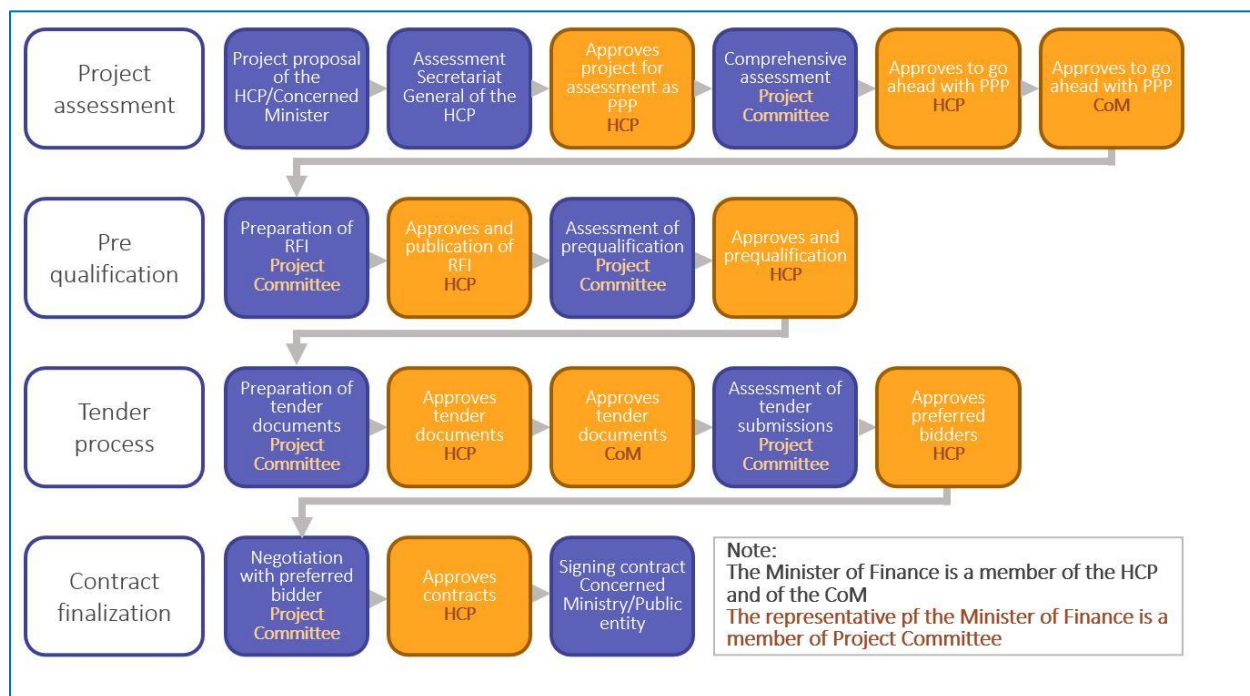 Project
assessment
Project proposal
of the
HCP/Concerned
Minister
Assessment
Secretariat
General of the
HCP
Approves
project for
assessment as
PPP
HCP
Comprehensive
assessment
Project
Committee
Approves to go
ahead with PPP
HCP
Approves to go
ahead with PPP
CoM
Pre
qualification
Preparation of
RFI
Project
Committee
Approves and
publication of
RFI
HCP
Assessment of
prequalification
Project
Committee
Approves and
prequalification
HCP
Tender
process
Preparation of
tender
documents
Project
Committee
Approves
tender
documents
HCP
Approves
tender
documents
CoM
Assessment of
tender
submissions
Project
Committee
Approves
preferred
bidders
HCP
Contract
finalization
Negotiation
with preferred
bidder
Project
Committee
Approves
contracts
HCP
Signing contract
Concerned
Ministry/Public
entity
Note:
The Minister of Finance is a member of the HCP
and of the CoM
The representative pf the Minister of Finance is a
member of Project Committee